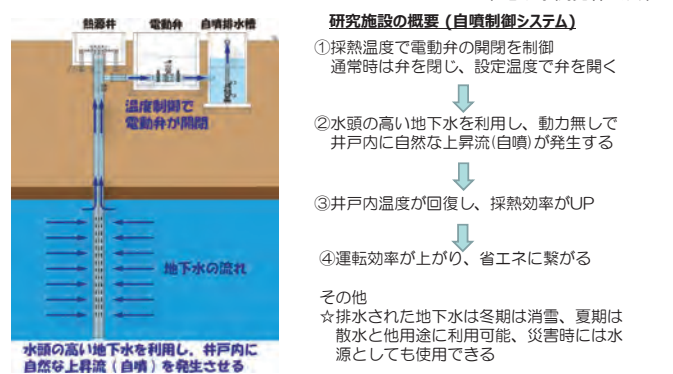 熱源井
電動弁
自噴排水槽
温度制御で
電動弁が開閉
地下水の流れ
水頭の高い地下水を利用し、井戸内に
自然な上昇流(自噴)を発生させる
研究施設の概要 (自噴制御システム)
①採熱温度で電動弁の開閉を制御
通常時は弁を閉じ、設定温度で弁を開く
②水頭の高い地下水を利用し、動力無しで
井戸内に自然な上昇流(自噴)が発生する
③井戸内温度が回復し、採熱効率がUP
④運転効率が上がり、省エネに繋がる
その他
☆排水された地下水は冬期は消雪、夏期は
散水と他用途に利用可能、災害時には水
源としても使用できる